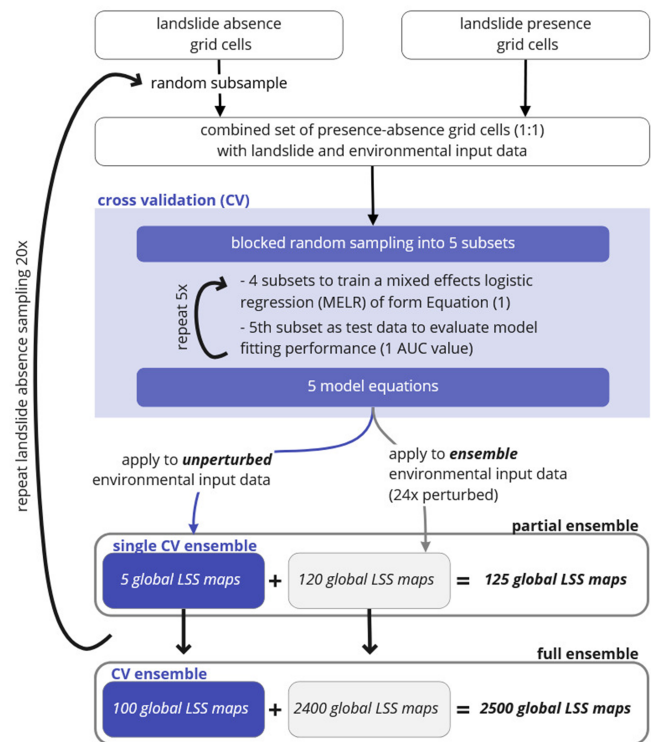 landslide absence
grid cells
landslide presence
grid cells
random subsample
combined set of presence-absence grid cells (1:1)
with landslide and environmental input data
cross validation (CV)
blocked random sampling into 5 subsets
repeat 5x
- 4 subsets to train a mixed effects logistic
regression (MELR) of form Equation (1)
- 5th subset as test data to evaluate model
fitting performance (1 AUC value)
5 model equations
repeat landslide absence sampling 20x
apply to unperturbed
environmental input data
apply to ensemble
environmental input data
(24x perturbed)
partial ensemble
single CV ensemble
5 global LSS maps + 120 global LSS maps = 125 global LSS maps
full ensemble
CV ensemble
100 global LSS maps + 2400 global LSS maps = 2500 global LSS maps